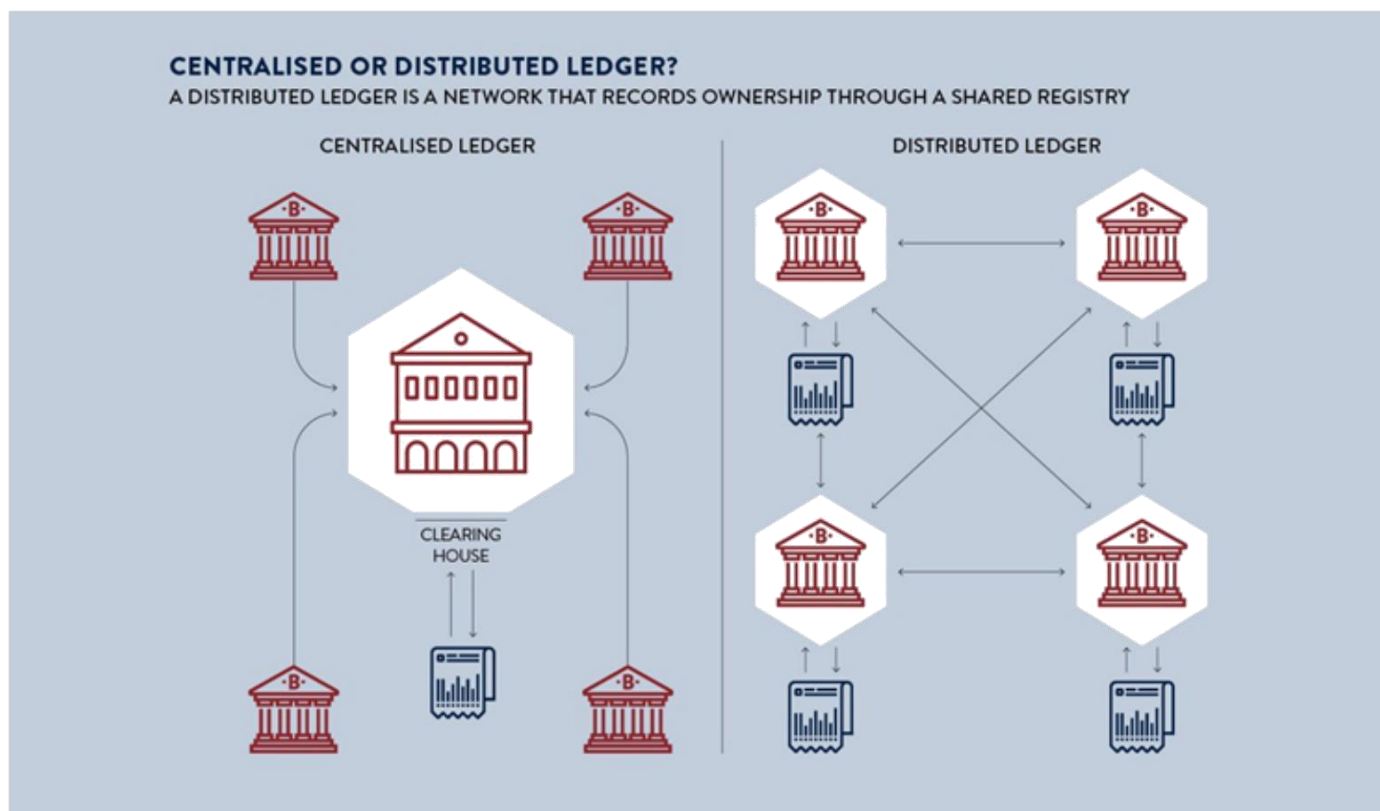 CENTRALISED OR DISTRIBUTED LEDGER?
A DISTRIBUTED LEDGER IS A NETWORK THAT RECORDS OWNERSHIP THROUGH A SHARED REGISTRY
CENTRALISED LEDGER
B
B
CLEARING
HOUSE
B
B
DISTRIBUTED LEDGER
B
B
B
B